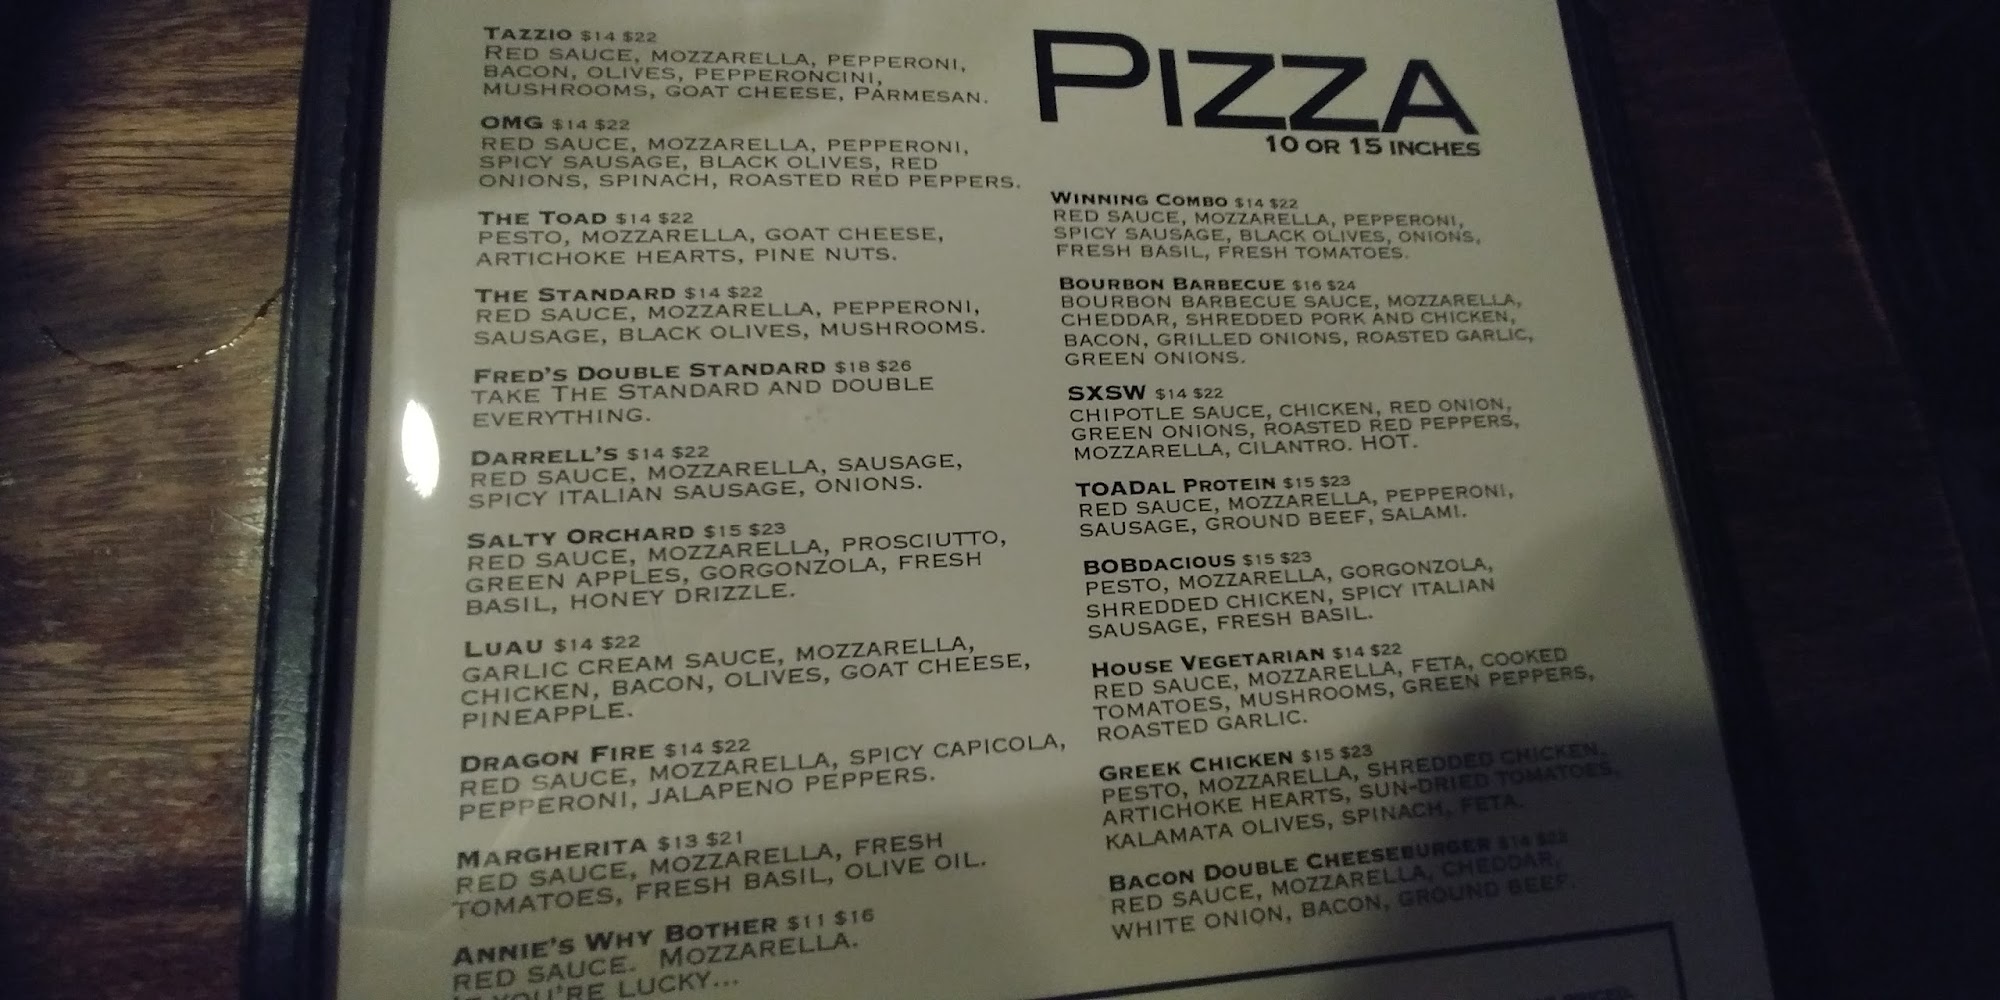 Tazzio $14 $22
Red sauce, mozzarella, pepperoni,
bacon, olives, pepperoncini,
mushrooms, goat cheese, Parmesan.
OMG $14 $22
Red sauce, mozzarella, pepperoni,
spicy sausage, black olives, red
onions, spinach, roasted red peppers.
The Toad $14 $22
Pesto, mozzarella, goat cheese,
artichoke hearts, pine nuts.
The Standard $14 $22
Red sauce, mozzarella, pepperoni,
sausage, black olives, mushrooms.
Fred's Double Standard $18 $26
Take The Standard and double
everything.
Darrell's $14 $22
Red sauce, mozzarella, sausage,
spicy Italian sausage, onions.
Salty Orchard $15 $23
Red sauce, mozzarella, prosciutto,
green apples, gorgonzola, fresh
basil, honey drizzle.
Luau $14 $22
Garlic cream sauce, mozzarella,
chicken, bacon, olives, goat cheese,
pineapple.
Dragon Fire $14 $22
Red sauce, mozzarella, spicy capicola,
pepperoni, jalapeno peppers.
Margherita $13 $21
Red sauce, mozzarella, fresh
tomatoes, fresh basil, olive oil.
Annie's Why Bother $11 $16
Red sauce. Mozzarella.
If you're lucky...
Pizza
10 or 15 inches
Winning Combo $14 $22
Red sauce, mozzarella, pepperoni,
spicy sausage, black olives, onions,
fresh basil, fresh tomatoes.
Bourbon Barbecue $16 $24
Bourbon barbecue sauce, mozzarella,
cheddar, shredded pork and chicken,
bacon, grilled onions, roasted garlic,
green onions.
SXSW $14 $22
Chipotle sauce, chicken, red onion,
green onions, roasted red peppers,
mozzarella, cilantro. Hot.
TOADal Protein $15 $23
Red sauce, mozzarella, pepperoni,
sausage, ground beef, salami.
BOBdacious $15 $23
Pesto, mozzarella, gorgonzola,
shredded chicken, spicy Italian
sausage, fresh basil.
House Vegetarian $14 $22
Red sauce, mozzarella, feta, cooked
tomatoes, mushrooms, green peppers,
roasted garlic.
Greek Chicken $15 $23
Pesto, mozzarella, shredded chicken,
artichoke hearts, sun-dried tomatoes,
kalamata olives, spinach, feta.
Bacon Double Cheeseburger $14 $22
Red sauce, mozzarella, cheddar,
white onion, bacon, ground beef.